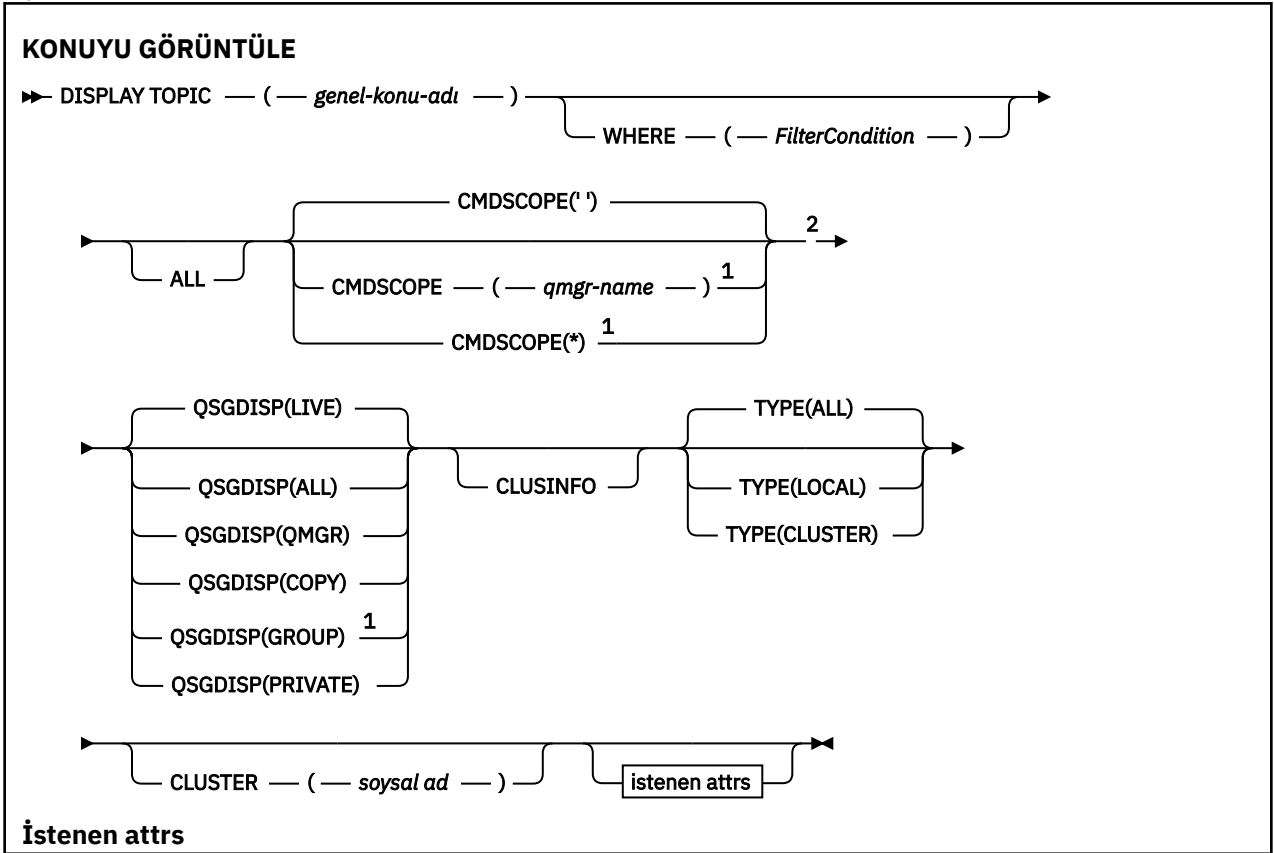 KONUYU GÖRÜNTÜLE
DISPLAY TOPIC ( genel-konu-adı )
WHERE ( FilterCondition )
CMDSCOPE(' ')
2
ALL
CMDSCOPE ( qmgr-name ) 1
CMDSCOPE(*) 1
QSGDISP(LIVE)
QSGDISP(ALL)
QSGDISP(QMGR)
QSGDISP(COPY)
QSGDISP(GROUP) 1
QSGDISP(PRIVATE)
CLUSINFO
TYPE(ALL)
TYPE(LOCAL)
TYPE(CLUSTER)
CLUSTER ( soysal ad )
istenen attrs
İstenen attrs